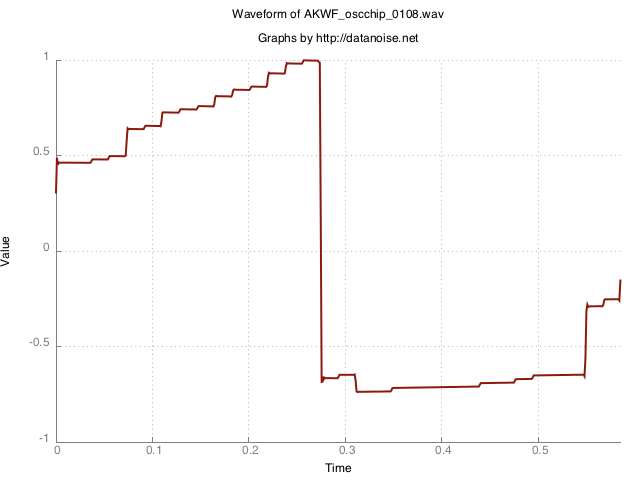 Waveform of AKWF_oscchip_0108.wav
Graphs by http://datanoise.net
1
0.5
0
-0.5
-1
Value
0
0.1
0.2
0.3
0.4
0.5
Time